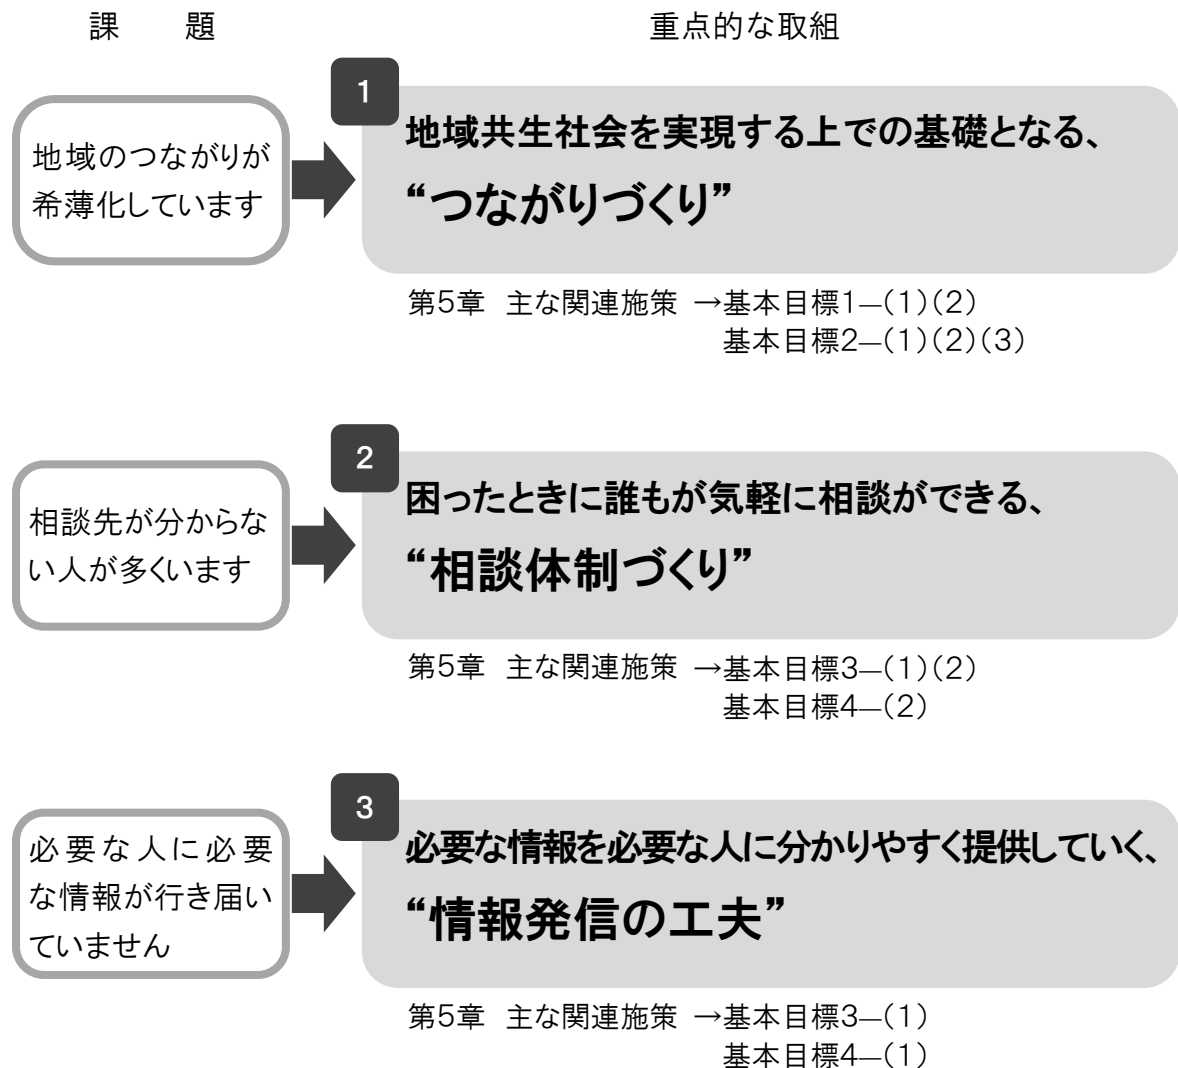 課　題
重点的な取組
地域のつながりが
希薄化しています
1
地域共生社会を実現する上での基礎となる、
“つながりづくり”
第5章　主な関連施策　→基本目標1―(1)(2)
基本目標2―(1)(2)(3)
相談先が分からな
い人が多くいます
2
困ったときに誰もが気軽に相談ができる、
“相談体制づくり”
第5章　主な関連施策　→基本目標3―(1)(2)
基本目標4―(2)
必要な人に必要
な情報が行き届い
ていません
3
必要な情報を必要な人に分かりやすく提供していく、
“情報発信の工夫”
第5章　主な関連施策　→基本目標3―(1)
基本目標4―(1)